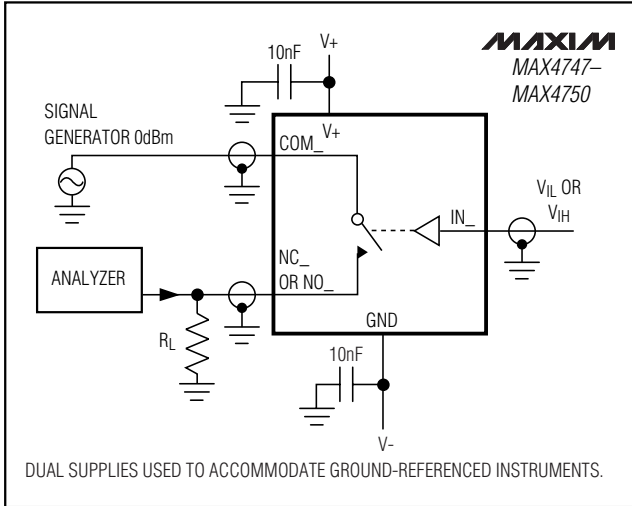 MAXIM
MAX4747–
MAX4750
10nF
V+
SIGNAL
GENERATOR 0dBm
V+
COM_
V_IL OR
V_IH
IN_
NC_
OR NO_
ANALYZER
GND
R_L
10nF
V-
DUAL SUPPLIES USED TO ACCOMMODATE GROUND-REFERENCED INSTRUMENTS.